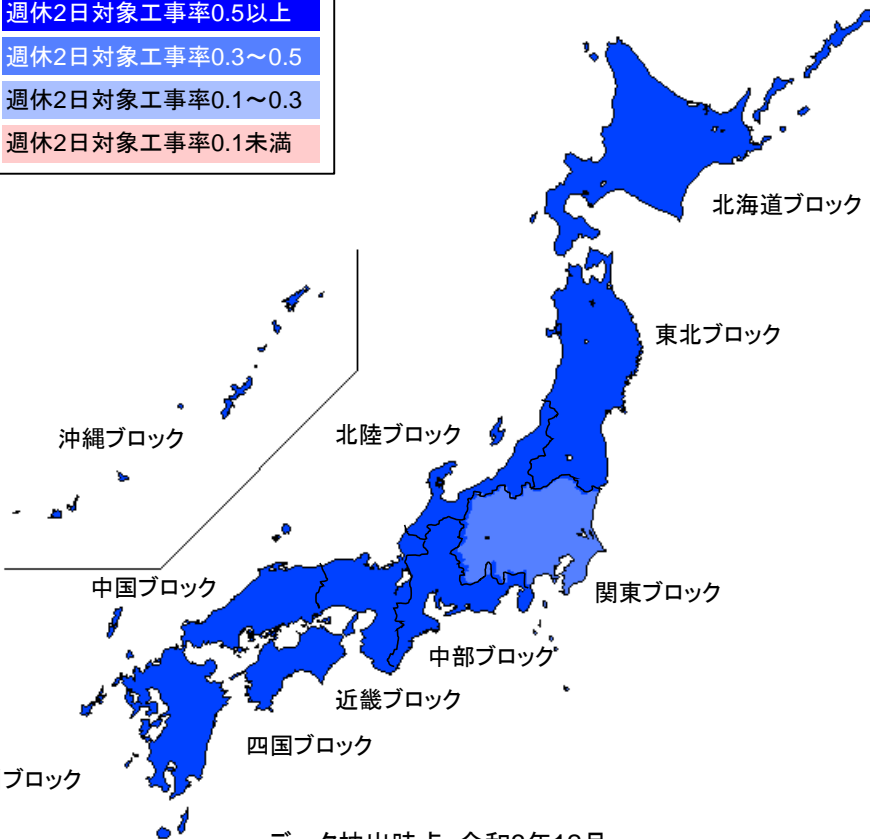 週休2日対象工事率0.5以上
週休2日対象工事率0.3～0.5
週休2日対象工事率0.1～0.3
週休2日対象工事率0.1未満
北海道ブロック
東北ブロック
北陸ブロック
沖縄ブロック
中国ブロック
関東ブロック
中部ブロック
近畿ブロック
四国ブロック
ブロック